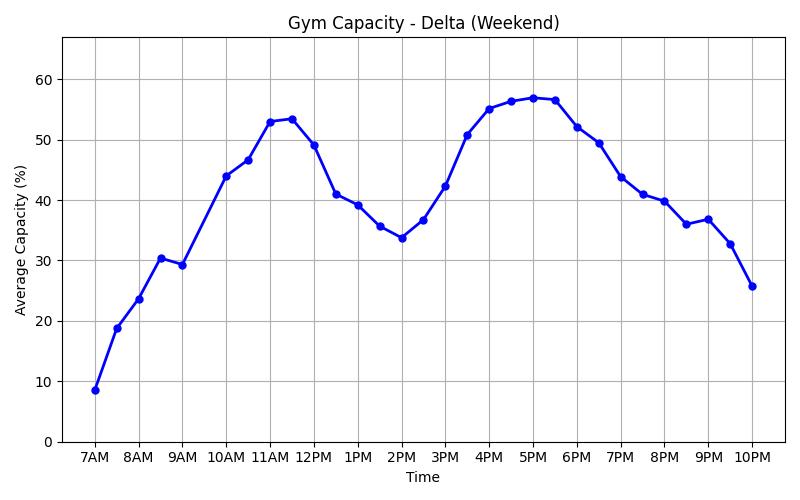 Gym Capacity - Delta (Weekend)
Average Capacity (%)
60
50
40
30
20
10
0
7AM 8AM 9AM 10AM 11AM 12PM 1PM 2PM 3PM 4PM 5PM 6PM 7PM 8PM 9PM 10PM
Time